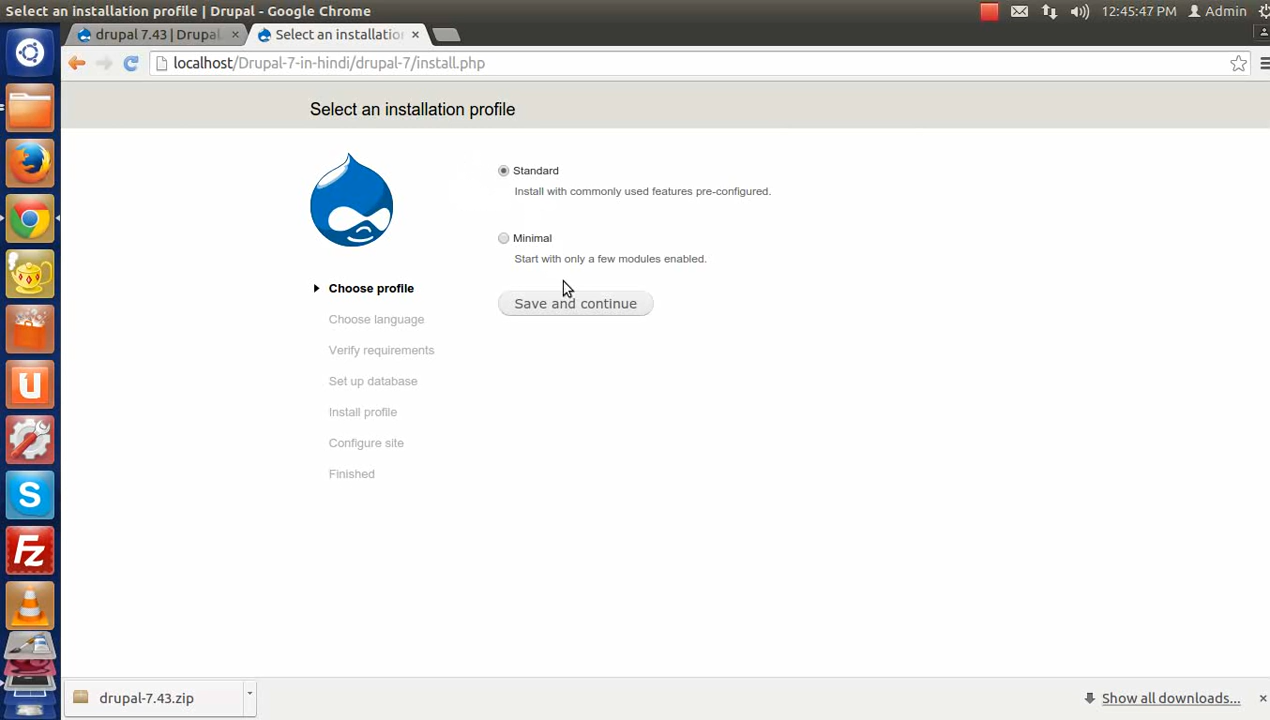 Select an installation profile | Drupal - Google Chrome
12:45:47 PM
Admin
drupal 7.43 | Drupal
Select an installatio
localhost/Drupal-7-in-hindi/drupal-7/install.php
Select an installation profile
Standard
Install with commonly used features pre-configured.
Minimal
Start with only a few modules enabled.
Save and continue
Choose profile
Choose language
Verify requirements
Set up database
Install profile
Configure site
Finished
drupal-7.43.zip
Show all downloads...